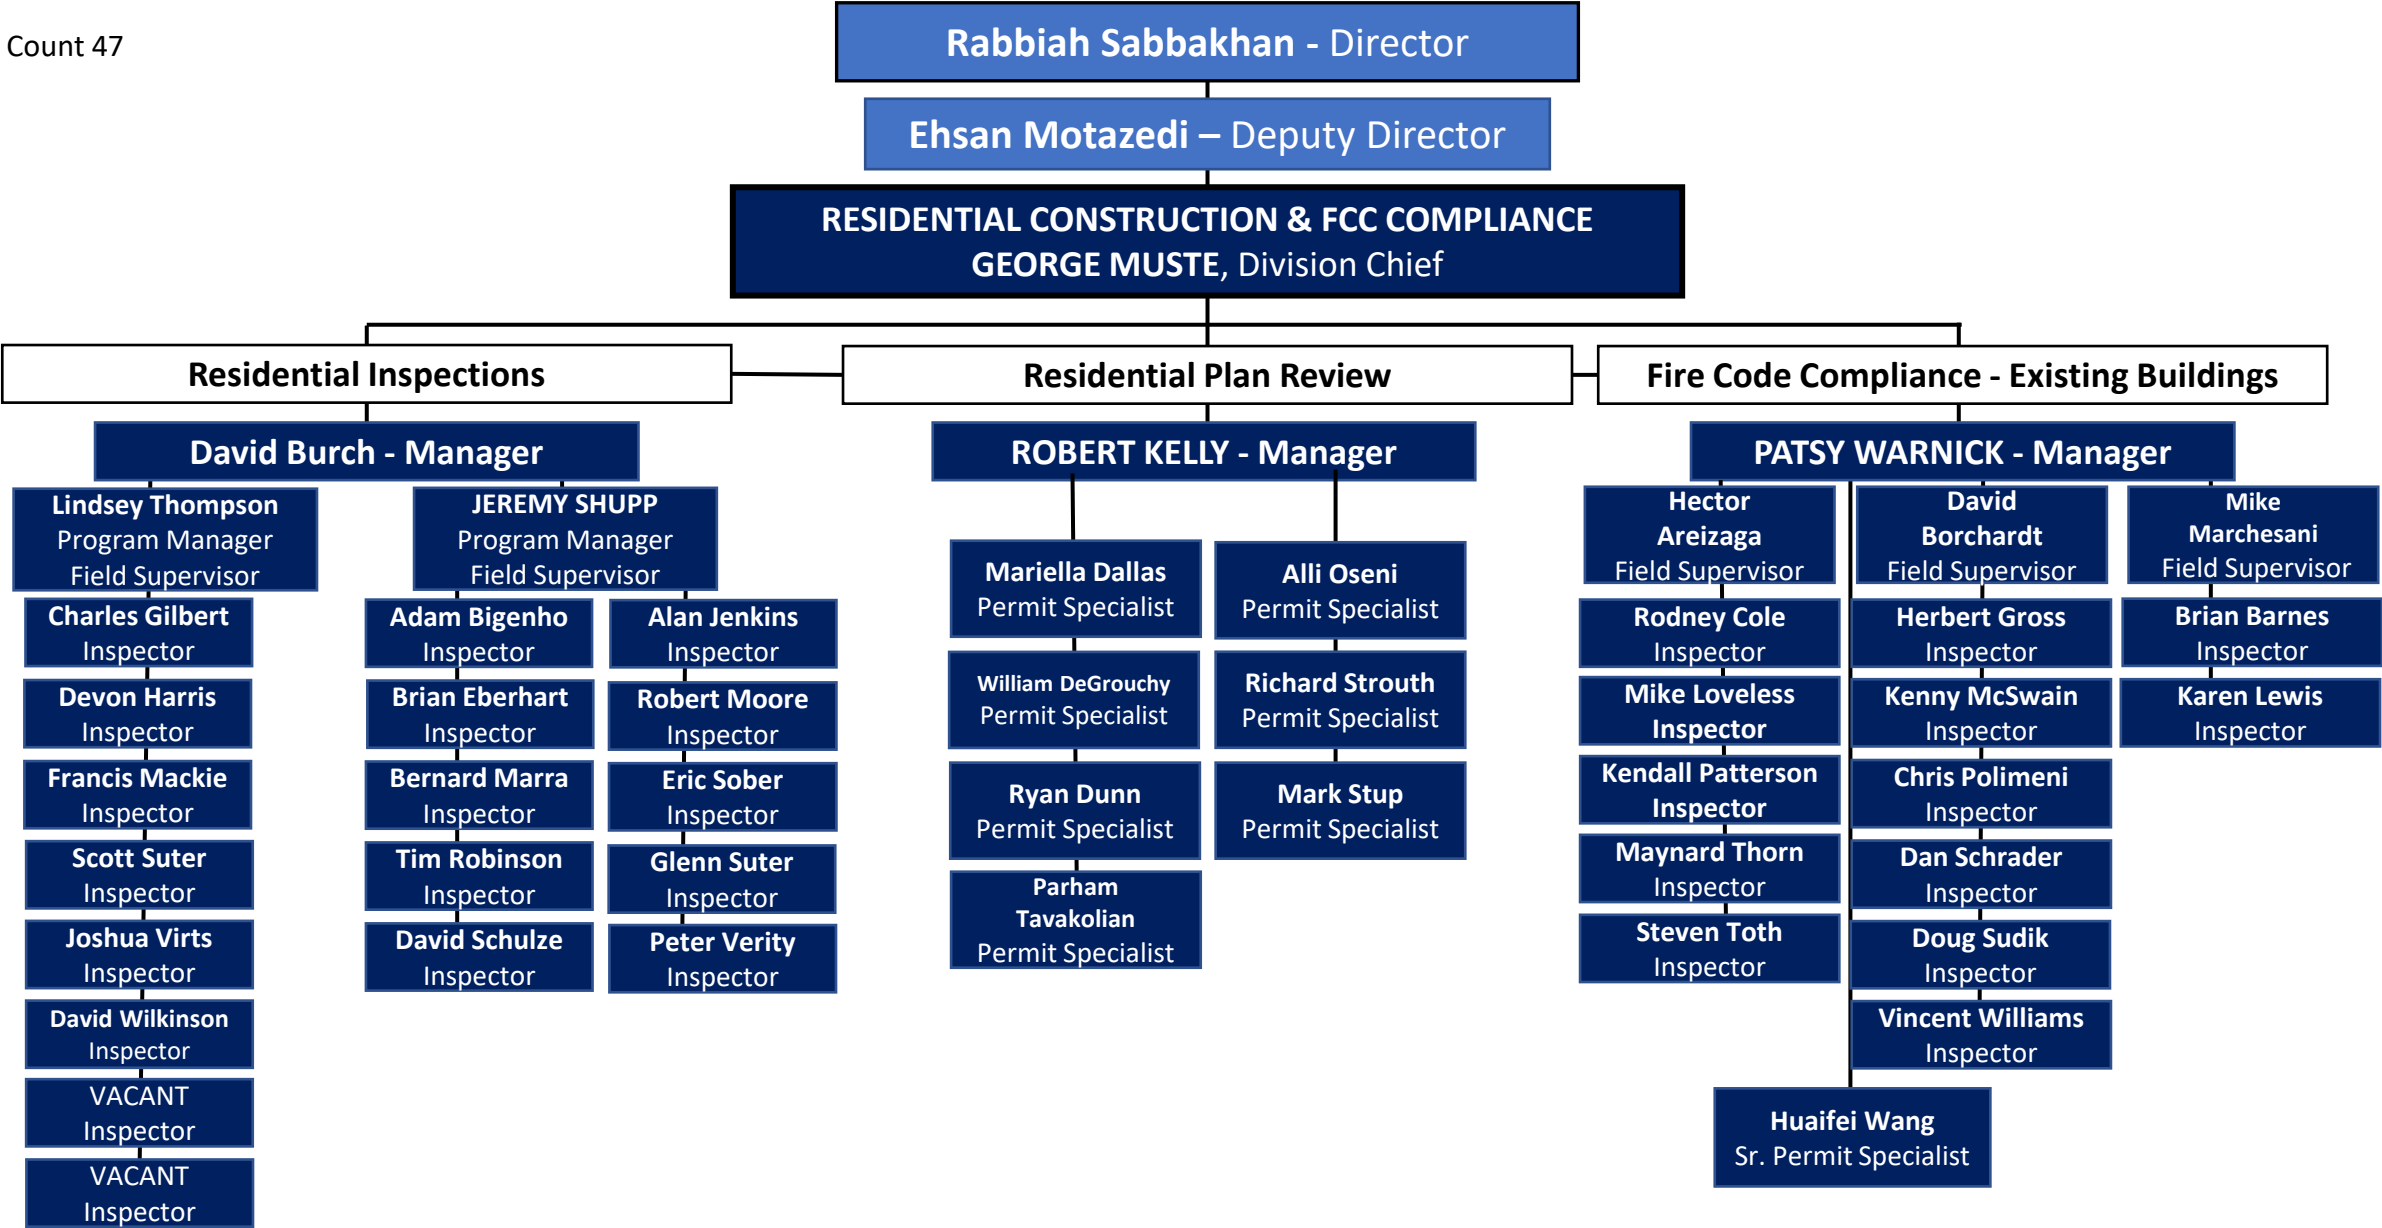 Count 47
Rabbiah Sabbakhan - Director
Ehsan Motazedi – Deputy Director
RESIDENTIAL CONSTRUCTION & FCC COMPLIANCE
GEORGE MUSTE, Division Chief
Residential Inspections
Residential Plan Review
Fire Code Compliance - Existing Buildings
David Burch - Manager
Lindsey Thompson
Program Manager
Field Supervisor
Charles Gilbert
Inspector
Devon Harris
Inspector
Francis Mackie
Inspector
Scott Suter
Inspector
Joshua Virts
Inspector
David Wilkinson
Inspector
VACANT
Inspector
VACANT
Inspector
JEREMY SHUPP
Program Manager
Field Supervisor
Adam Bigenho
Inspector
Brian Eberhart
Inspector
Bernard Marra
Inspector
Tim Robinson
Inspector
David Schulze
Inspector
Alan Jenkins
Inspector
Robert Moore
Inspector
Eric Sober
Inspector
Glenn Suter
Inspector
Peter Verity
Inspector
ROBERT KELLY - Manager
Mariella Dallas
Permit Specialist
William DeGrouchy
Permit Specialist
Ryan Dunn
Permit Specialist
Parham
Tavakolian
Permit Specialist
Alli Oseni
Permit Specialist
Richard Strouth
Permit Specialist
Mark Stup
Permit Specialist
PATSY WARNICK - Manager
Hector
Areizaga
Field Supervisor
Rodney Cole
Inspector
Mike Loveless
Inspector
Kendall Patterson
Inspector
Maynard Thorn
Inspector
Steven Toth
Inspector
David
Borchardt
Field Supervisor
Herbert Gross
Inspector
Kenny McSwain
Inspector
Chris Polimeni
Inspector
Dan Schrader
Inspector
Doug Sudik
Inspector
Vincent Williams
Inspector
Mike
Marchesani
Field Supervisor
Brian Barnes
Inspector
Karen Lewis
Inspector
Huaifei Wang
Sr. Permit Specialist